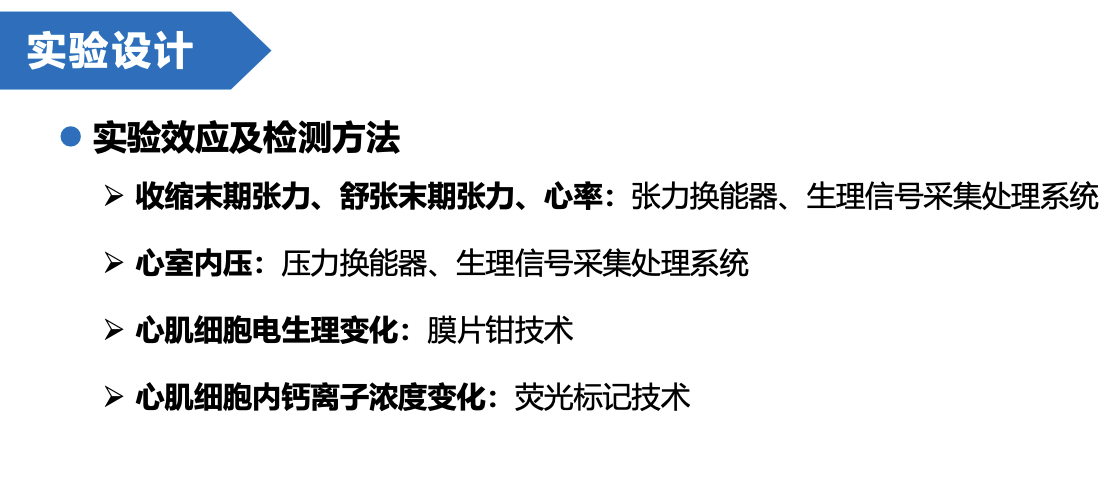 实验设计
实验效应及检测方法
收缩末期张力、舒张末期张力、心率：张力换能器、生理信号采集处理系统
心室内压：压力换能器、生理信号采集处理系统
心肌细胞电生理变化：膜片钳技术
心肌细胞内钙离子浓度变化：荧光标记技术